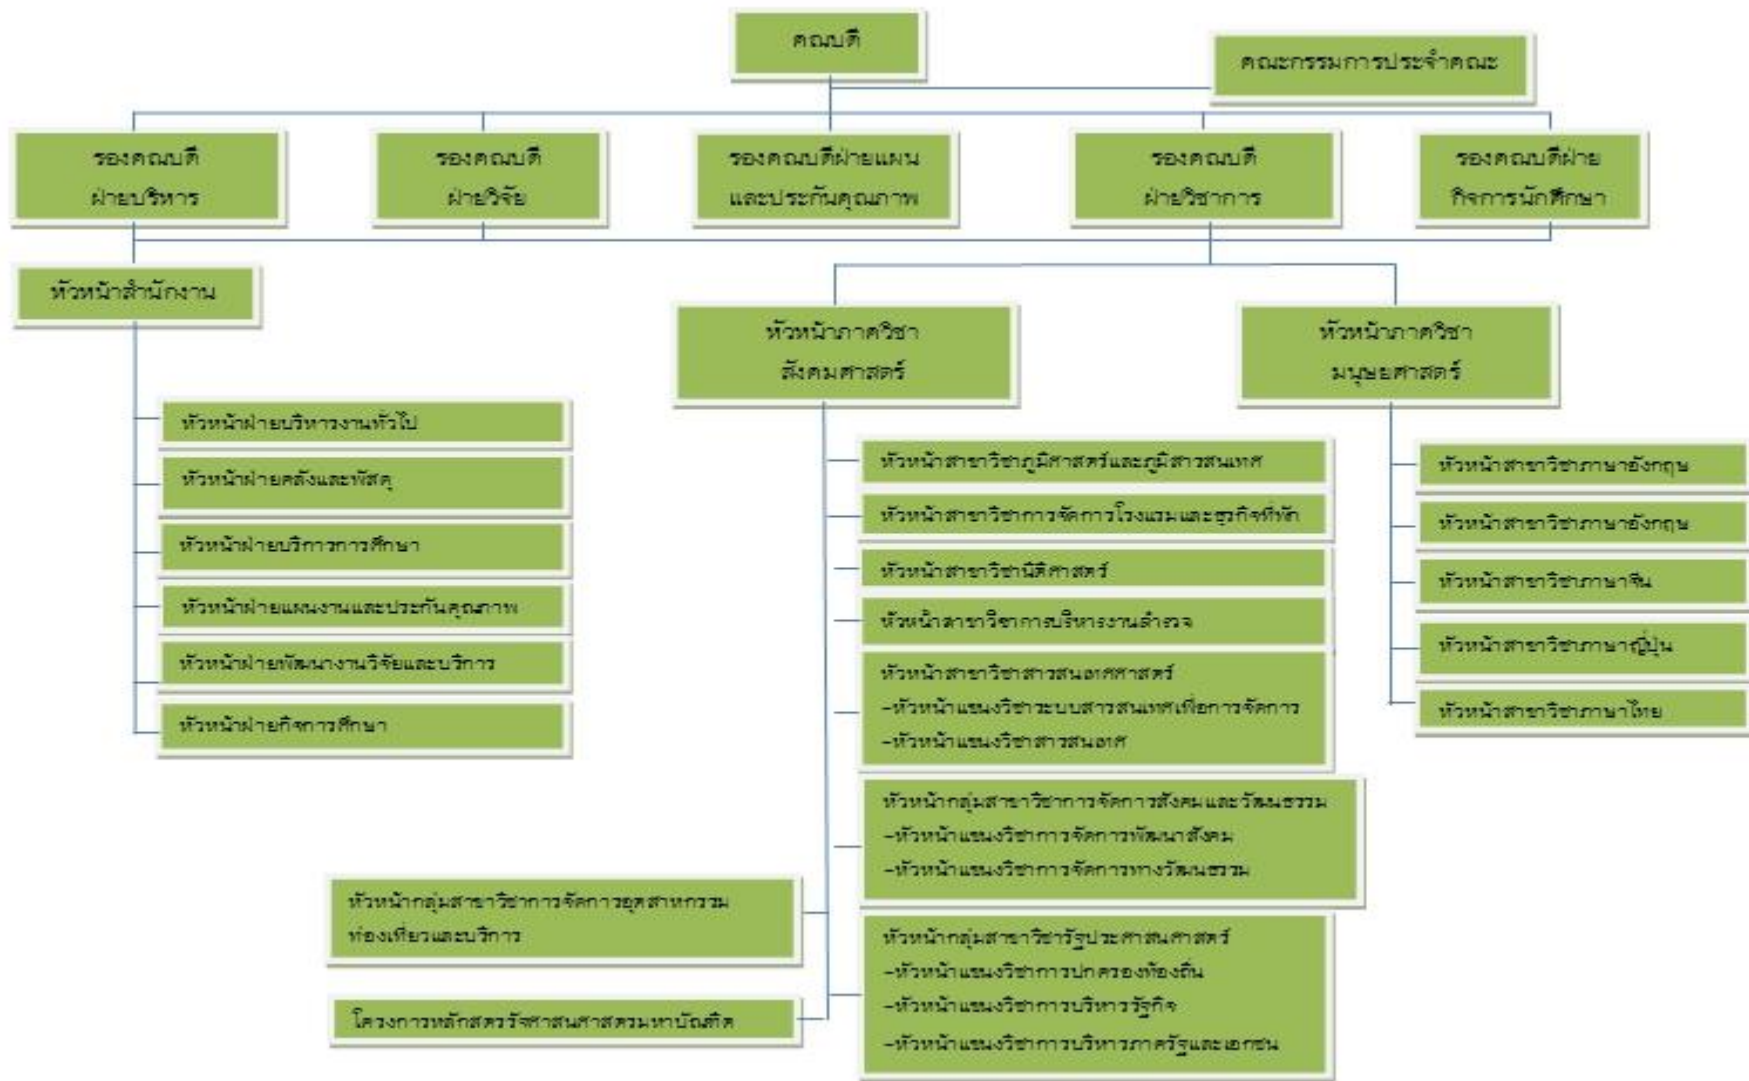 คณบดี
คณะกรรมการประจำคณะ
รองคณบดี
ฝ่ายบริหาร
รองคณบดี
ฝ่ายวิจัย
รองคณบดีฝ่ายแผน
และประกันคุณภาพ
รองคณบดี
ฝ่ายวิชาการ
รองคณบดีฝ่าย
กิจการนักศึกษา
หัวหน้าสำนักงาน
หัวหน้าภาควิชา
สังคมศาสตร์
หัวหน้าภาควิชา
มนุษยศาสตร์
หัวหน้าฝ่ายบริหารงานทั่วไป
หัวหน้าฝ่ายคลังและพัสดุ
หัวหน้าฝ่ายบริการการศึกษา
หัวหน้าฝ่ายแผนงานและประกันคุณภาพ
หัวหน้าฝ่ายพัฒนางานวิจัยและบริการ
หัวหน้าฝ่ายกิจการศึกษา
หัวหน้าสาขาวิชาภูมิศาสตร์และภูมิสารสนเทศ
หัวหน้าสาขาวิชาการจัดการโรงแรมและธุรกิจที่พัก
หัวหน้าสาขาวิชานิติศาสตร์
หัวหน้าสาขาวิชาการบริหารงานตำรวจ
หัวหน้าสาขาวิชาสารสนเทศศาสตร์
-หัวหน้าแขนงวิชาระบบสารสนเทศเพื่อการจัดการ
-หัวหน้าแขนงวิชาสารสนเทศ
หัวหน้ากลุ่มสาขาวิชาการจัดการสังคมและวัฒนธรรม
-หัวหน้าแขนงวิชาการจัดการพัฒนาสังคม
-หัวหน้าแขนงวิชาการจัดการทางวัฒนธรรม
หัวหน้ากลุ่มสาขาวิชารัฐประศาสนศาสตร์
-หัวหน้าแขนงวิชาการปกครองท้องถิ่น
-หัวหน้าแขนงวิชาการบริหารรัฐกิจ
-หัวหน้าแขนงวิชาการบริหารภาครัฐและเอกชน
หัวหน้ากลุ่มสาขาวิชาการจัดการอุตสาหกรรม
ท่องเที่ยวและบริการ
โครงการหลักสตรรัจศาสนศาสตรมหาบัณฑิต
หัวหน้าสาขาวิชาภาษาอังกฤษ
หัวหน้าสาขาวิชาภาษาอังกฤษ
หัวหน้าสาขาวิชาภาษาจีน
หัวหน้าสาขาวิชาภาษาญี่ปุ่น
หัวหน้าสาขาวิชาภาษาไทย